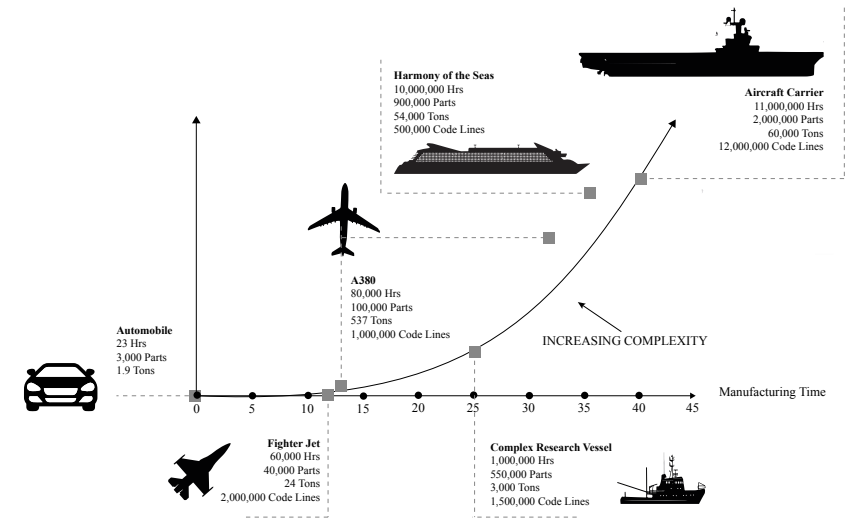 Harmony of the Seas
10,000,000 Hrs
900,000 Parts
54,000 Tons
500,000 Code Lines
Aircraft Carrier
11,000,000 Hrs
2,000,000 Parts
60,000 Tons
12,000,000 Code Lines
A380
80,000 Hrs
100,000 Parts
537 Tons
1,000,000 Code Lines
Automobile
23 Hrs
3,000 Parts
1.9 Tons
INCREASING COMPLEXITY
Manufacturing Time
0 5 10 15 20 25 30 35 40 45
Fighter Jet
60,000 Hrs
40,000 Parts
24 Tons
2,000,000 Code Lines
Complex Research Vessel
1,000,000 Hrs
550,000 Parts
3,000 Tons
1,500,000 Code Lines